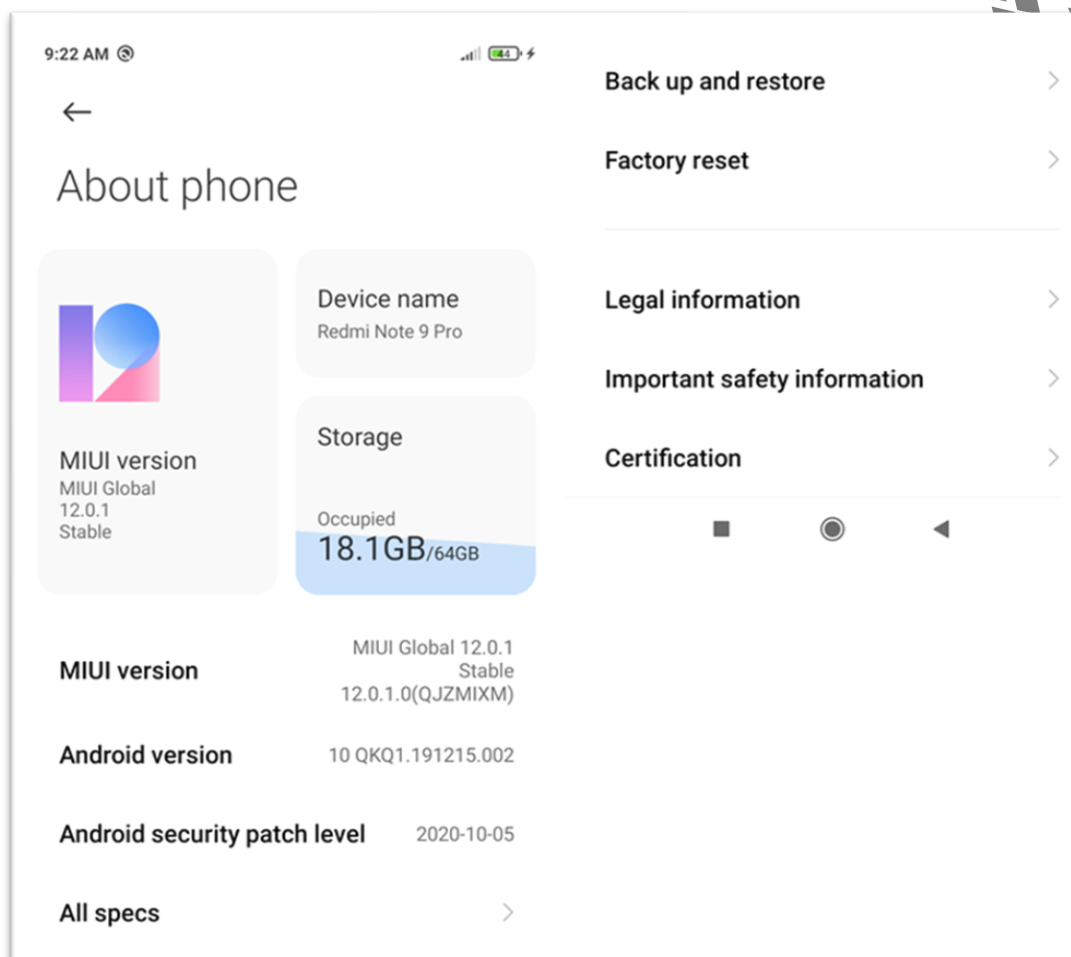 9:22 AM
44
About phone
Device name
Redmi Note 9 Pro
MIUI version
MIUI Global
12.0.1
Stable
Storage
Occupied
18.1GB/64GB
MIUI version
MIUI Global 12.0.1
Stable
12.0.1.0(QJZMIXM)
Android version
10 QKQ1.191215.002
Android security patch level
2020-10-05
All specs
Back up and restore
Factory reset
Legal information
Important safety information
Certification